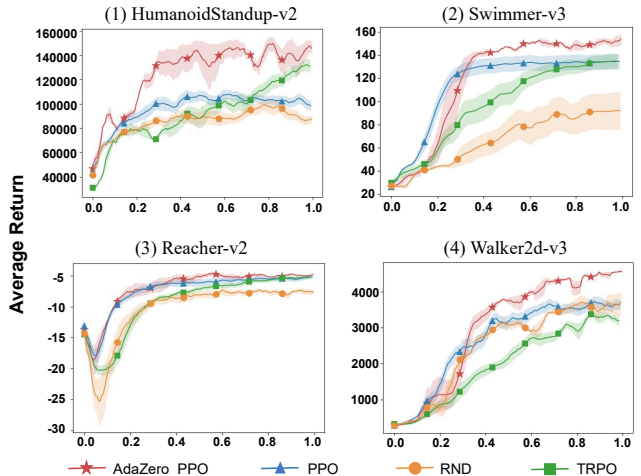 (1) HumanoidStandup-v2
(2) Swimmer-v3
160000
140000
120000
100000
80000
60000
40000
0.0 0.2 0.4 0.6 0.8 1.0
160
140
120
100
80
60
40
20
0.0 0.2 0.4 0.6 0.8 1.0
Average Return
(3) Reacher-v2
(4) Walker2d-v3
-5
-10
-15
-20
-25
-30
0.0 0.2 0.4 0.6 0.8 1.0
4000
3000
2000
1000
0.0 0.2 0.4 0.6 0.8 1.0
AdaZero PPO PPO RND TRPO